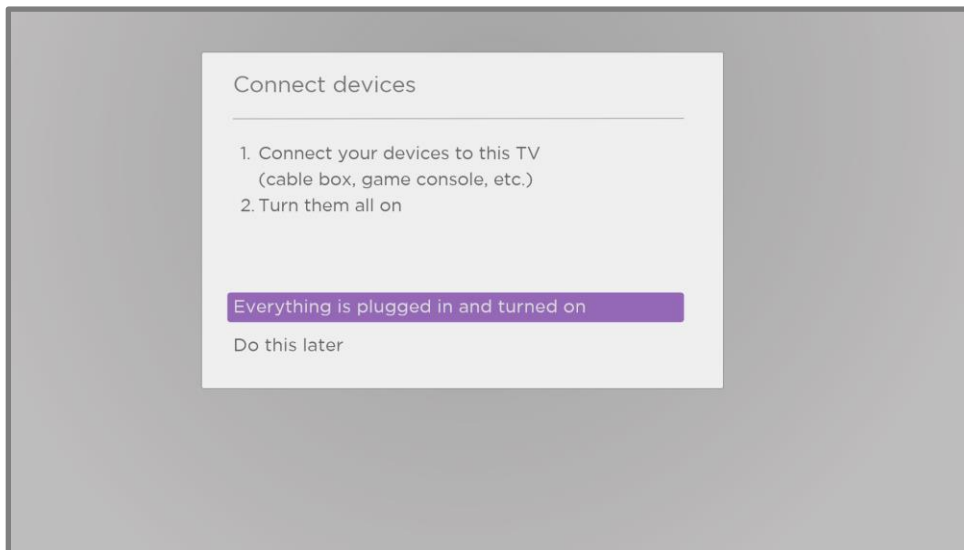 Connect devices
1. Connect your devices to this TV
(cable box, game console, etc.)
2. Turn them all on
Everything is plugged in and turned on
Do this later